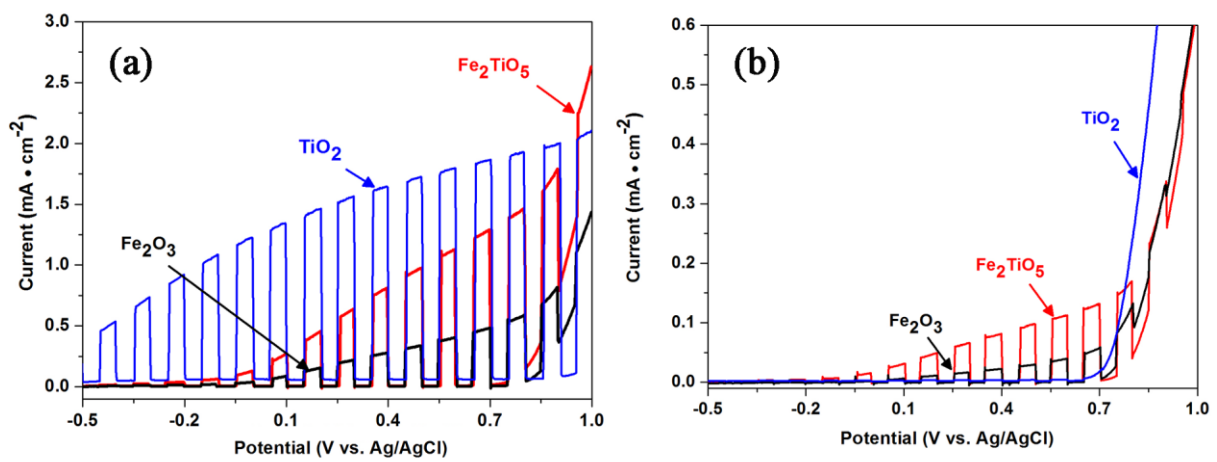 (a)
Current (mA • cm⁻²)
3.0
2.5
2.0
1.5
1.0
0.5
0.0
Fe₂TiO₅
TiO₂
Fe₂O₃
-0.5
-0.2
0.1
0.4
0.7
1.0
Potential (V vs. Ag/AgCl)
(b)
Current (mA • cm⁻²)
0.6
0.5
0.4
0.3
0.2
0.1
0.0
TiO₂
Fe₂TiO₅
Fe₂O₃
-0.5
-0.2
0.1
0.4
0.7
1.0
Potential (V vs. Ag/AgCl)